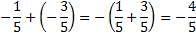 -1/5 + (-3/5) = -(1/5 + 3/5) = -4/5